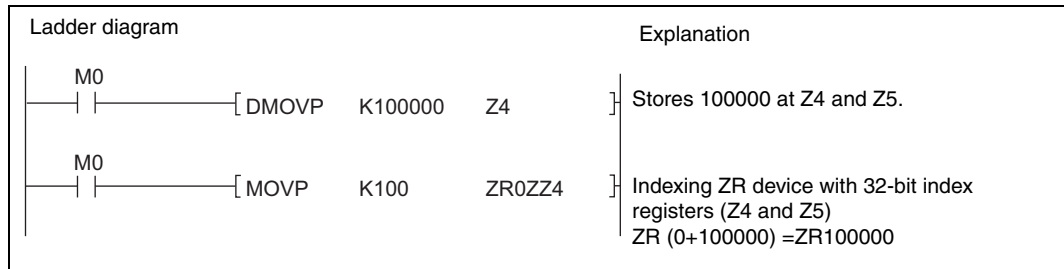 Ladder diagram
Explanation
M0
DMOVP K100000 Z4
Stores 100000 at Z4 and Z5.
M0
MOVP K100 ZR0ZZ4
Indexing ZR device with 32-bit index
registers (Z4 and Z5)
ZR (0+100000) =ZR100000